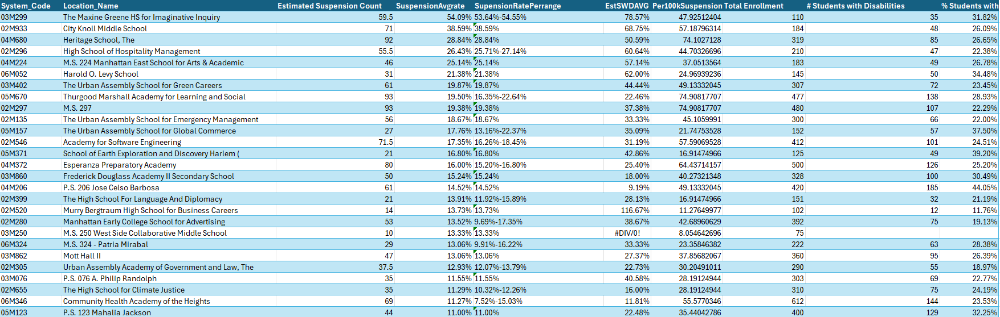 System_Code Location_Name Estimated Suspension Count SuspensionAvgrate SupensionRatePerrange EstSWDAVG Per100kSuspension Total Enrollment # Students with Disabilities % Students with
03M299 The Maxine Greene HS for Imaginative Inquiry 59.5 54.09% 53.64%-54.55% 78.57% 47.92512404 110 35 31.82%
02M933 City Knoll Middle School 71 38.59% 38.59% 68.75% 57.18796314 184 48 26.09%
04M680 Heritage School, The 92 28.84% 28.84% 50.59% 74.1027128 319 85 26.65%
02M296 High School of Hospitality Management 55.5 26.43% 25.71%-27.14% 60.64% 44.70326696 210 47 22.38%
04M224 M.S. 224 Manhattan East School for Arts & Academic 46 25.14% 25.14% 57.14% 37.0513564 183 49 26.78%
06M052 Harold O. Levy School 31 21.38% 21.38% 62.00% 24.96939236 145 50 34.48%
03M402 The Urban Assembly School for Green Careers 61 19.87% 19.87% 44.44% 49.13332045 307 72 23.45%
05M670 Thurgood Marshall Academy for Learning and Social 93 19.50% 16.35%-22.64% 22.46% 74.90817707 477 138 28.93%
02M297 M.S. 297 93 19.38% 19.38% 37.38% 74.90817707 480 107 22.29%
02M135 The Urban Assembly School for Emergency Management 56 18.67% 18.67% 33.33% 45.1059991 300 66 22.00%
05M157 The Urban Assembly School for Global Commerce 27 17.76% 13.16%-22.37% 35.09% 21.74753528 152 57 37.50%
02M546 Academy for Software Engineering 71.5 17.35% 16.26%-18.45% 31.19% 57.59069528 412 101 24.51%
05M371 School of Earth Exploration and Discovery Harlem ( 21 16.80% 16.80% 42.86% 16.91474966 125 49 39.20%
04M372 Esperanza Preparatory Academy 80 16.00% 15.20%-16.80% 25.40% 64.43714157 500 126 25.20%
03M860 Frederick Douglass Academy II Secondary School 50 15.24% 15.24% 18.00% 40.27321348 328 100 30.49%
04M206 P.S. 206 Jose Celso Barbosa 61 14.52% 14.52% 9.19% 49.13332045 420 185 44.05%
02M399 The High School For Language And Diplomacy 21 13.91% 11.92%-15.89% 28.13% 16.91474966 151 32 21.19%
02M520 Murry Bergtraum High School for Business Careers 14 13.73% 13.73% 116.67% 11.27649977 102 12 11.76%
02M280 Manhattan Early College School for Advertising 53 13.52% 9.69%-17.35% 38.67% 42.68960629 392 75 19.13%
03M250 M.S. 250 West Side Collaborative Middle School 10 13.33% 13.33% #DIV/0! 8.054642696 75
06M324 M.S. 324 - Patria Mirabal 29 13.06% 9.91%-16.22% 33.33% 23.35846382 222 63 28.38%
03M862 Mott Hall II 47 13.06% 13.06% 27.37% 37.85682067 360 95 26.39%
02M305 Urban Assembly Academy of Government and Law, The 37.5 12.93% 12.07%-13.79% 22.73% 30.20491011 290 55 18.97%
03M076 P.S. 076 A. Philip Randolph 35 11.55% 11.55% 40.58% 28.19124944 303 69 22.77%
02M655 The High School for Climate Justice 35 11.29% 10.32%-12.26% 16.00% 28.19124944 310 75 24.19%
06M346 Community Health Academy of the Heights 69 11.27% 7.52%-15.03% 11.81% 55.5770346 612 144 23.53%
05M123 P.S. 123 Mahalia Jackson 44 11.00% 11.00% 22.48% 35.44042786 400 129 32.25%